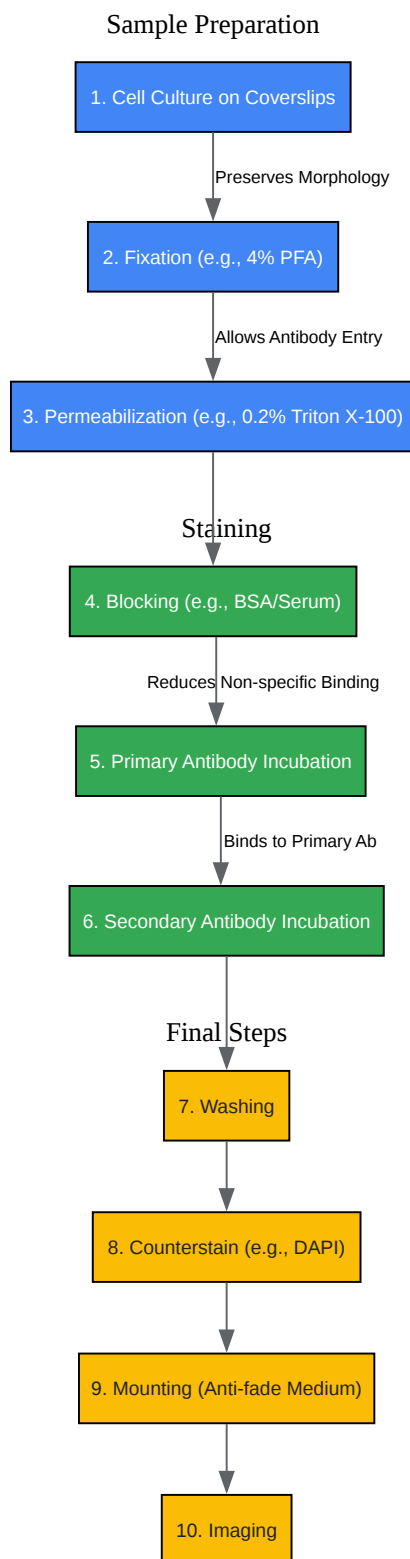 Sample Preparation
1. Cell Culture on Coverslips
Preserves Morphology
2. Fixation (e.g., 4% PFA)
Allows Antibody Entry
3. Permeabilization (e.g., 0.2% Triton X-100)
Staining
4. Blocking (e.g., BSA/Serum)
Reduces Non-specific Binding
5. Primary Antibody Incubation
Binds to Primary Ab
6. Secondary Antibody Incubation
Final Steps
7. Washing
8. Counterstain (e.g., DAPI)
9. Mounting (Anti-fade Medium)
10. Imaging